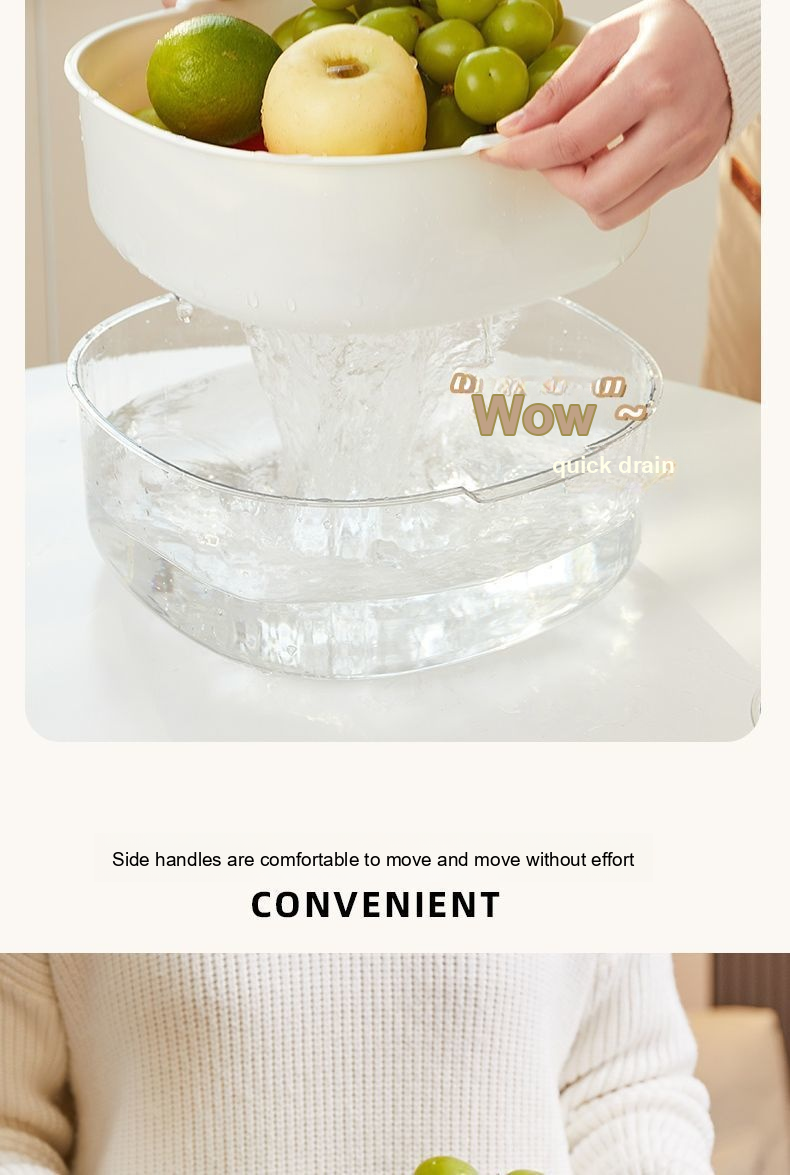 Wow ~
quick drain
Side handles are comfortable to move and move without effort
CONVENIENT